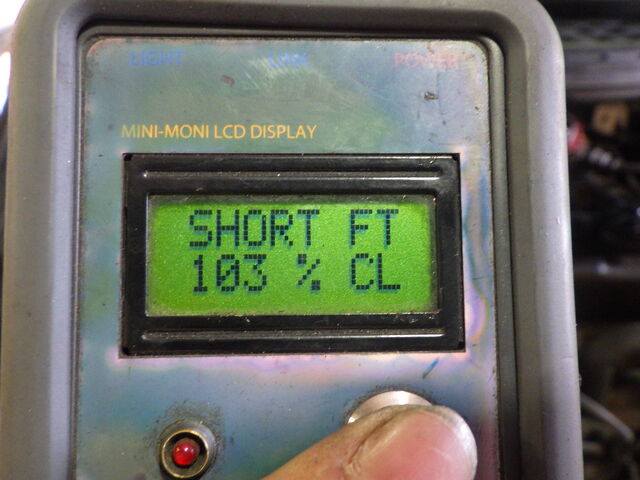 LIGHT LINK POWER
MINI-MONI LCD DISPLAY
SHORT FT
103 % CL